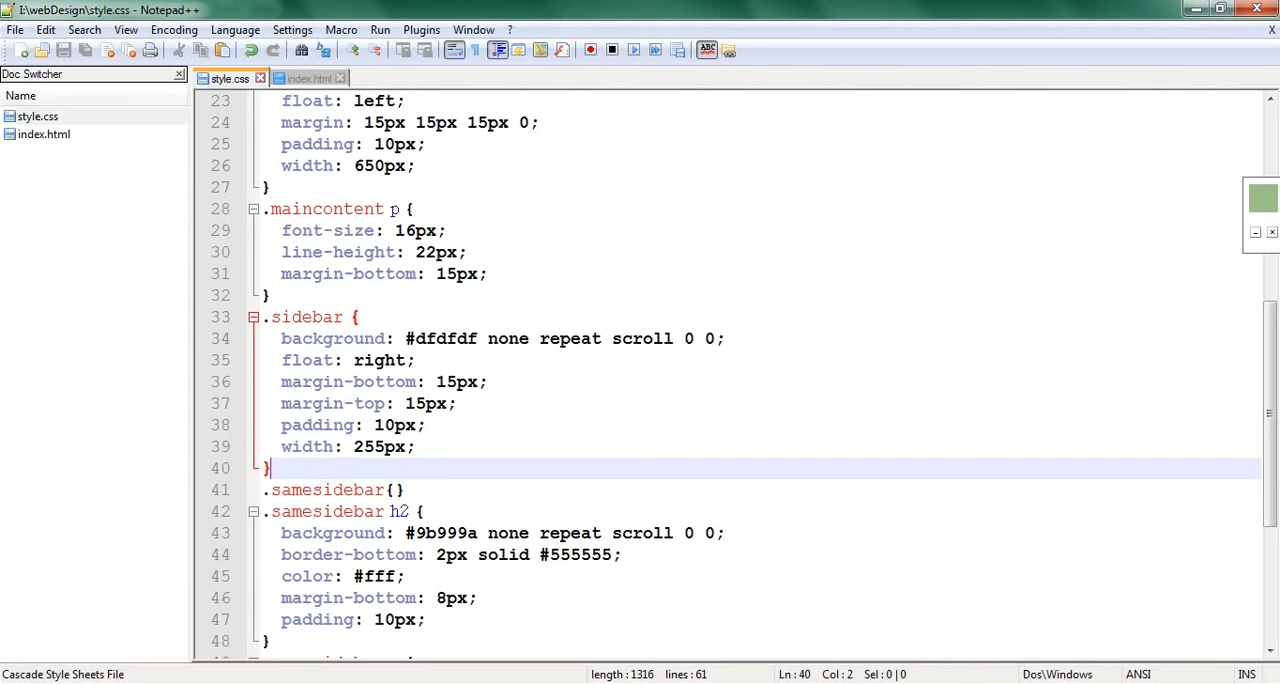 I:\webDesign\style.css - Notepad++
File Edit Search View Encoding Language Settings Macro Run Plugins Window ? X
Doc Switcher
style.css index.html
Name
style.css
index.html
23 float: left;
24 margin: 15px 15px 15px 0;
25 padding: 10px;
26 width: 650px;
27 }
28 .maincontent p {
29 font-size: 16px;
30 line-height: 22px;
31 margin-bottom: 15px;
32 }
33 .sidebar {
34 background: #dfdfdf none repeat scroll 0 0;
35 float: right;
36 margin-bottom: 15px;
37 margin-top: 15px;
38 padding: 10px;
39 width: 255px;
40 }
41 .samesidebar{}
42 .samesidebar h2 {
43 background: #9b999a none repeat scroll 0 0;
44 border-bottom: 2px solid #555555;
45 color: #fff;
46 margin-bottom: 8px;
47 padding: 10px;
48 }
Cascade Style Sheets File length : 1316 lines : 61 Ln : 40 Col : 2 Sel : 0 | 0 Dos\Windows ANSI INS